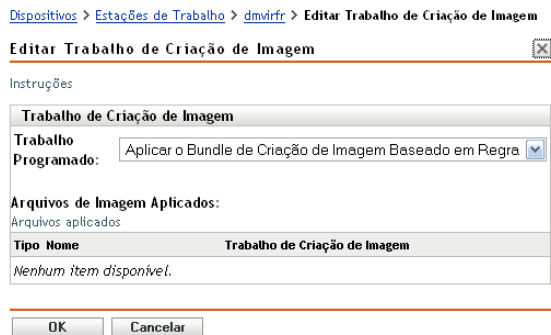 Dispositivos > Estações de Trabalho > dmvirfr > Editar Trabalho de Criação de Imagem
Editar Trabalho de Criação de Imagem
Instruções
Trabalho de Criação de Imagem
Trabalho Programado:
Aplicar o Bundle de Criação de Imagem Baseado em Regra
Arquivos de Imagem Aplicados:
Arquivos aplicados
Tipo Nome Trabalho de Criação de Imagem
Nenhum item disponível.
OK Cancelar